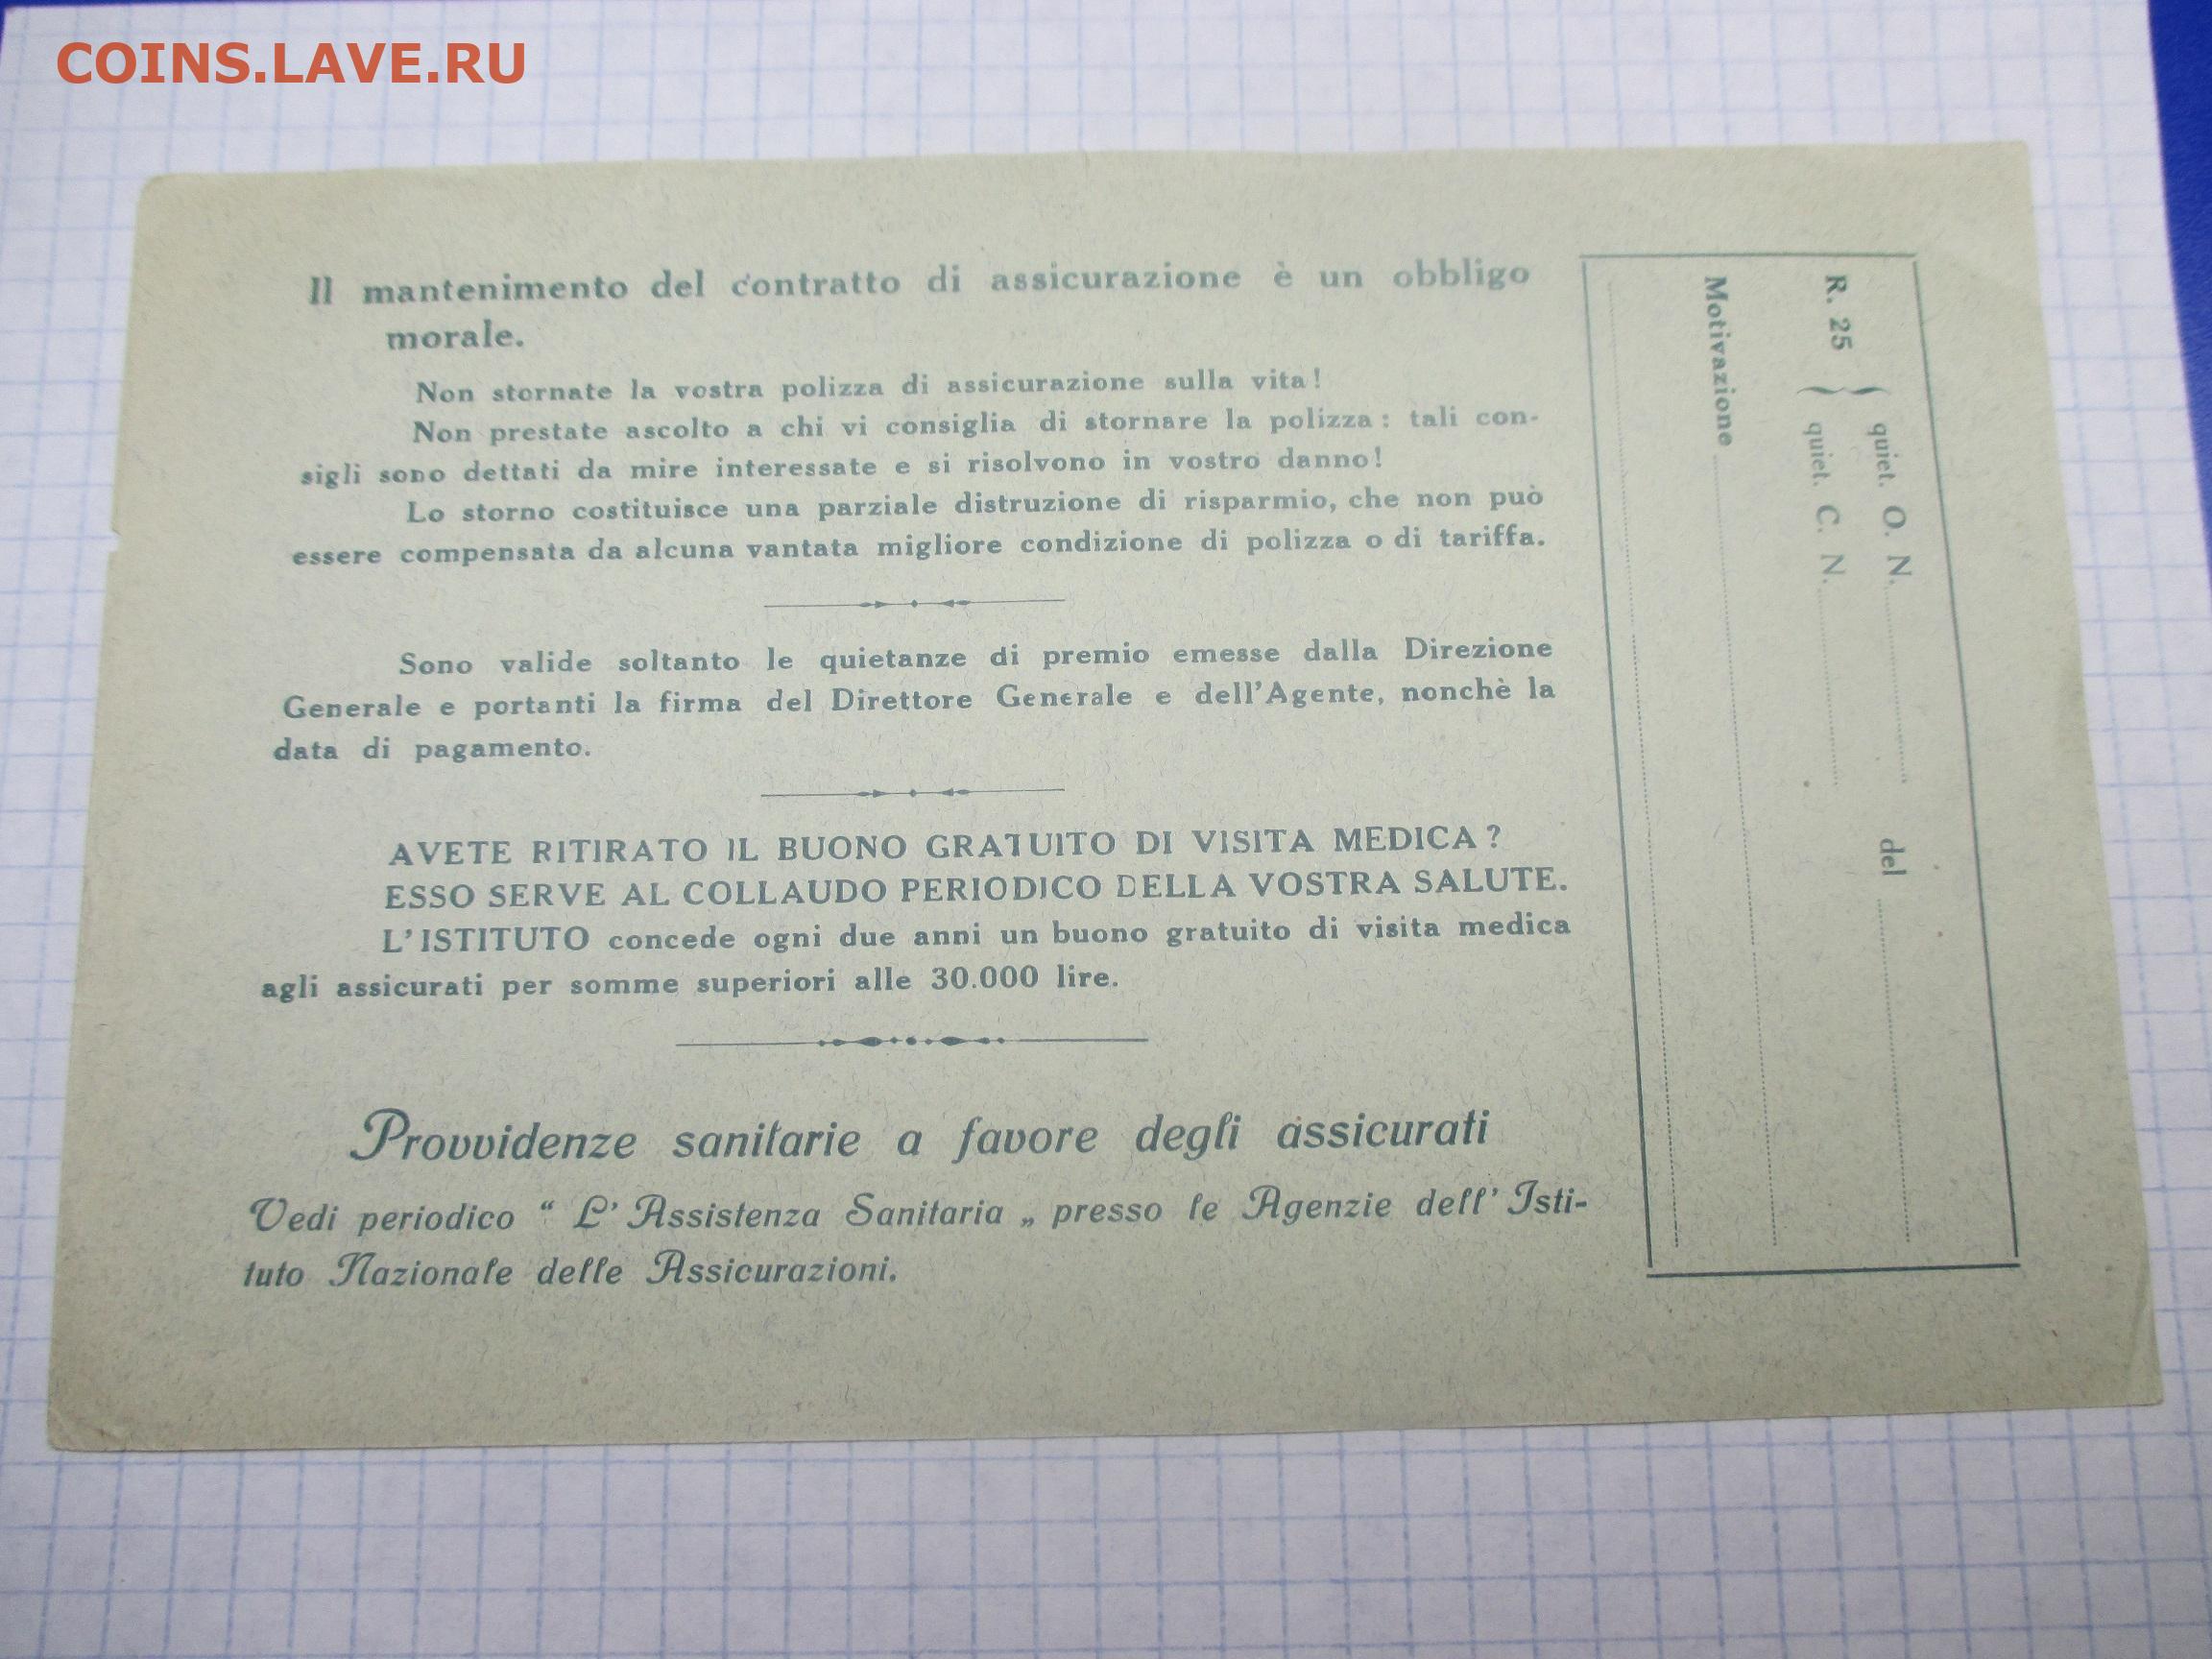 COINS.LAVE.RU
Il mantenimento del contratto di assicurazione è un obbligo
morale.
Non stornate la vostra polizza di assicurazione sulla vita!
Non prestate ascolto a chi vi consiglia di stornare la polizza: tali con-
sigli sono dettati da mire interessate e si risolvono in vostro danno!
Lo storno costituisce una parziale distruzione di risparmio, che non può
essere compensata da alcuna vantata migliore condizione di polizza o di tariffa.
Sono valide soltanto le quietanze di premio emesse dalla Direzione
Generale e portanti la firma del Direttore Generale e dell'Agente, nonchè la
data di pagamento.
AVETE RITIRATO IL BUONO GRATUITO DI VISITA MEDICA?
ESSO SERVE AL COLLAUDO PERIODICO DELLA VOSTRA SALUTE.
L'ISTITUTO concede ogni due anni un buono gratuito di visita medica
agli assicurati per somme superiori alle 30.000 lire.
Provvidenze sanitarie a favore degli assicurati
Vedi periodico “ L' Assistenza Sanitaria „ presso le Agenzie dell' Isti-
tuto Nazionale delle Assicurazioni.
quiet. O. N. del
R. 25
quiet. C. N.
Motivazione